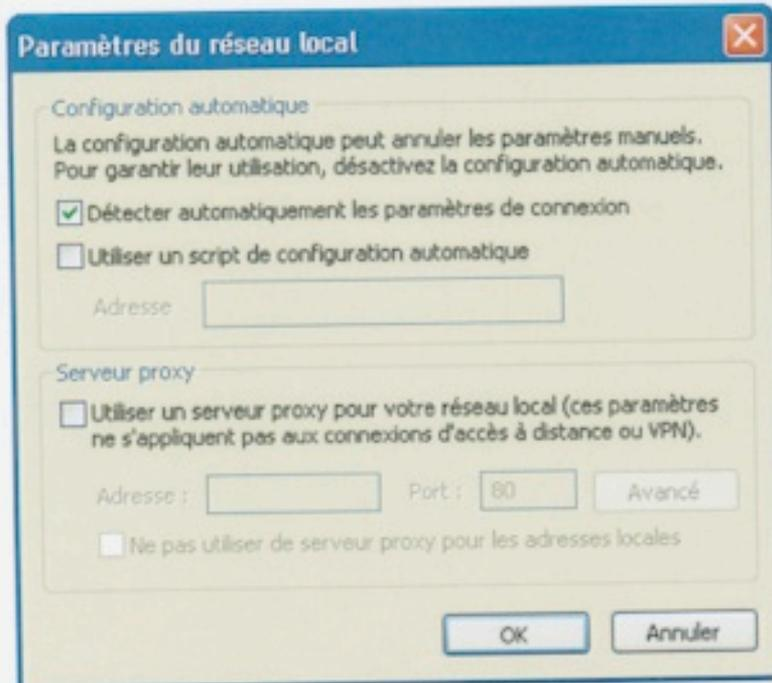 Paramètres du réseau local
Configuration automatique
La configuration automatique peut annuler les paramètres manuels.
Pour garantir leur utilisation, désactivez la configuration automatique.
Détecter automatiquement les paramètres de connexion
Utiliser un script de configuration automatique
Adresse
Serveur proxy
Utiliser un serveur proxy pour votre réseau local (ces paramètres
ne s'appliquent pas aux connexions d'accès à distance ou VPN).
Adresse : Port : 80 Avancé
Ne pas utiliser de serveur proxy pour les adresses locales
OK Annuler